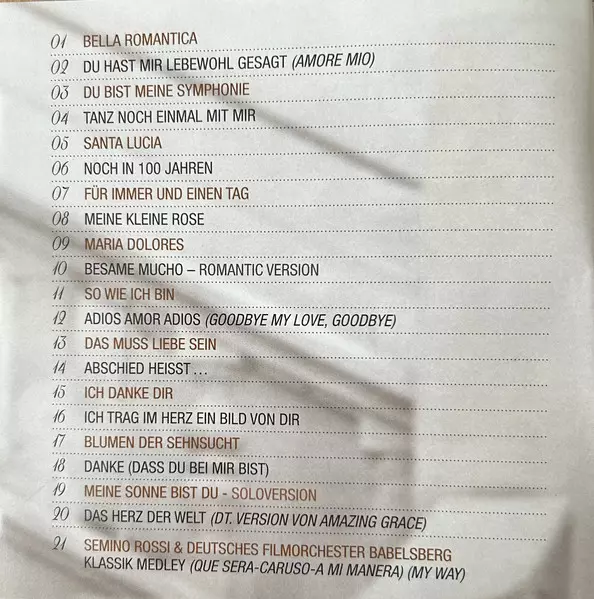 01 BELLA ROMANTICA
02 DU HAST MIR LEBEWOHL GESAGT (AMORE MIO)
03 DU BIST MEINE SYMPHONIE
04 TANZ NOCH EINMAL MIT MIR
05 SANTA LUCIA
06 NOCH IN 100 JAHREN
07 FÜR IMMER UND EINEN TAG
08 MEINE KLEINE ROSE
09 MARIA DOLORES
10 BESAME MUCHO – ROMANTIC VERSION
11 SO WIE ICH BIN
12 ADIOS AMOR ADIOS (GOODBYE MY LOVE, GOODBYE)
13 DAS MUSS LIEBE SEIN
14 ABSCHIED HEISST...
15 ICH DANKE DIR
16 ICH TRAG IM HERZ EIN BILD VON DIR
17 BLUMEN DER SEHNSUCHT
18 DANKE (DASS DU BEI MIR BIST)
19 MEINE SONNE BIST DU - SOLOVERSION
20 DAS HERZ DER WELT (DT. VERSION VON AMAZING GRACE)
21 SEMINO ROSSI & DEUTSCHES FILMORCHESTER BABELSBERG
KLASSIK MEDLEY (QUE SERA-CARUSO-A MI MANERA) (MY WAY)